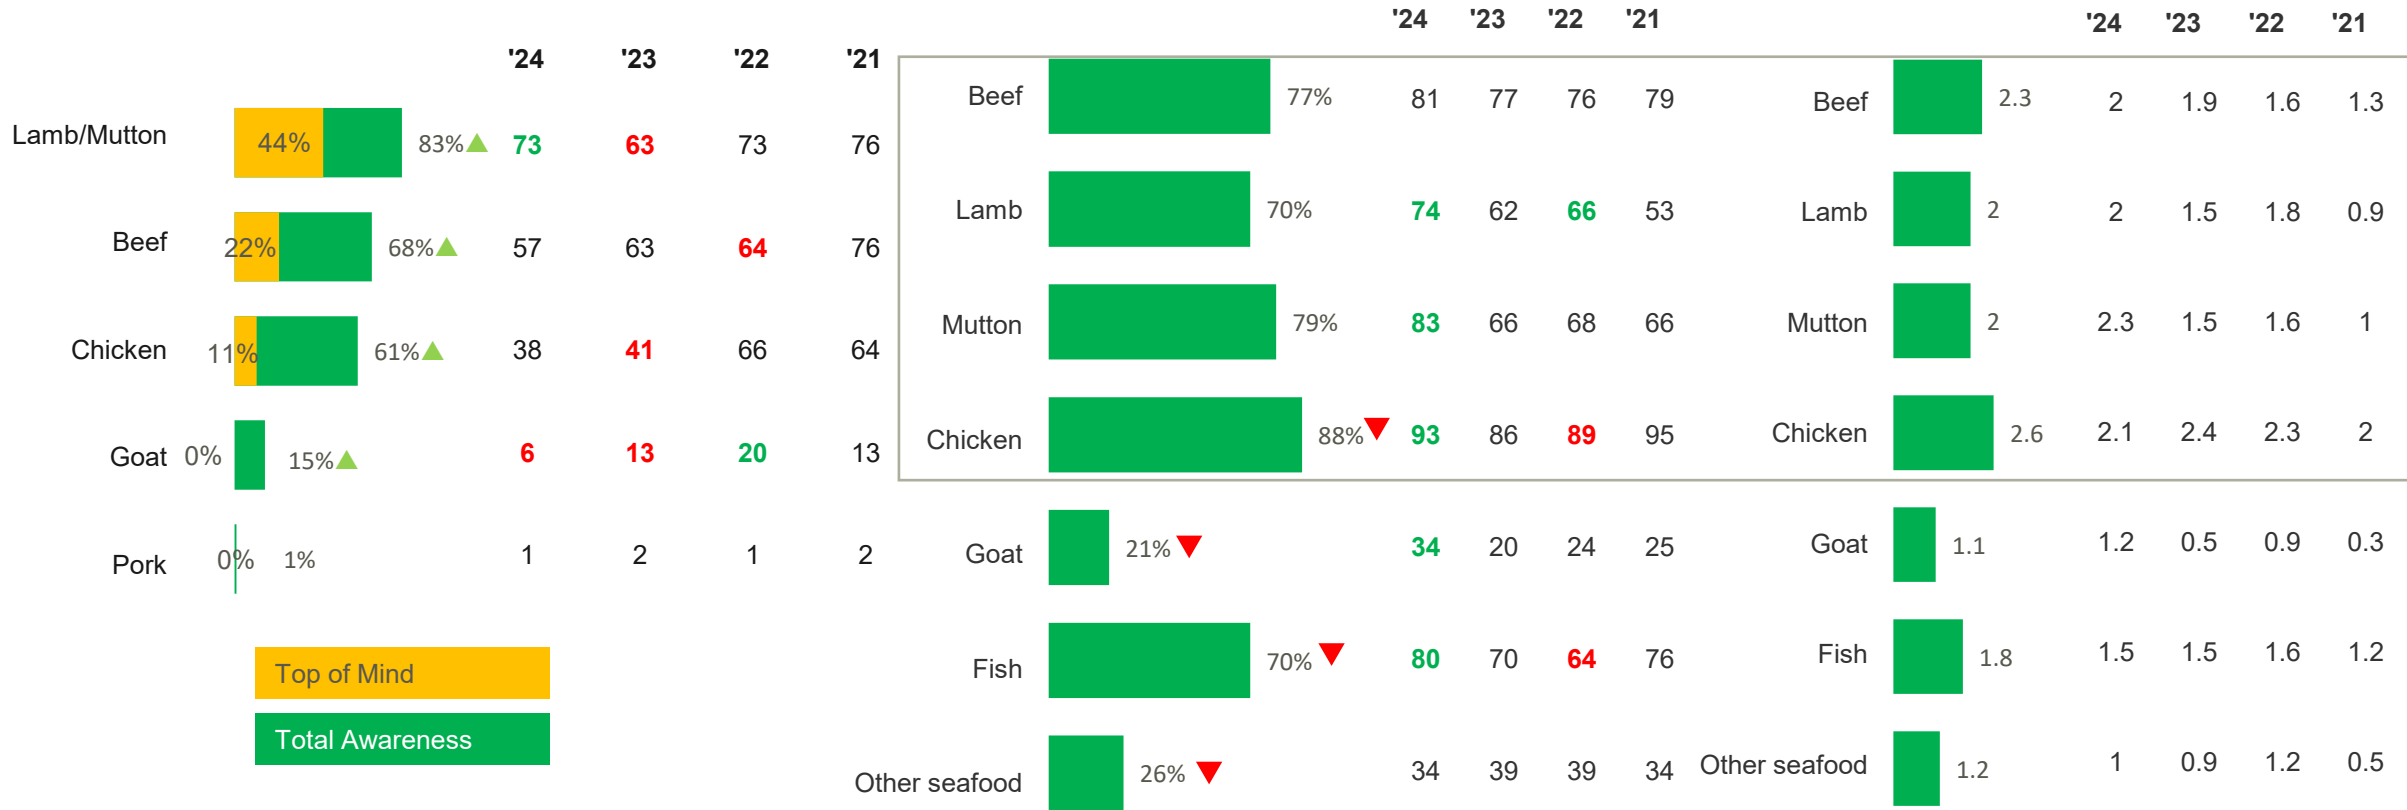 '24 '23 '22 '21
Lamb/Mutton 44% 83% 73 63 73 76
Beef 22% 68% 57 63 64 76
Chicken 11% 61% 38 41 66 64
Goat 0% 15% 6 13 20 13
Pork 0% 1% 1 2 1 2
Top of Mind
Total Awareness
'24 '23 '22 '21
Beef 77% 81 77 76 79
Lamb 70% 74 62 66 53
Mutton 79% 83 66 68 66
Chicken 88% 93 86 89 95
Goat 21% 34 20 24 25
Fish 70% 80 70 64 76
Other seafood 26% 34 39 39 34
'24 '23 '22 '21
Beef 2.3 2 1.9 1.6 1.3
Lamb 2 2 1.5 1.8 0.9
Mutton 2 2.3 1.5 1.6 1
Chicken 2.6 2.1 2.4 2.3 2
Goat 1.1 1.2 0.5 0.9 0.3
Fish 1.8 1.5 1.5 1.6 1.2
Other seafood 1.2 1 0.9 1.2 0.5